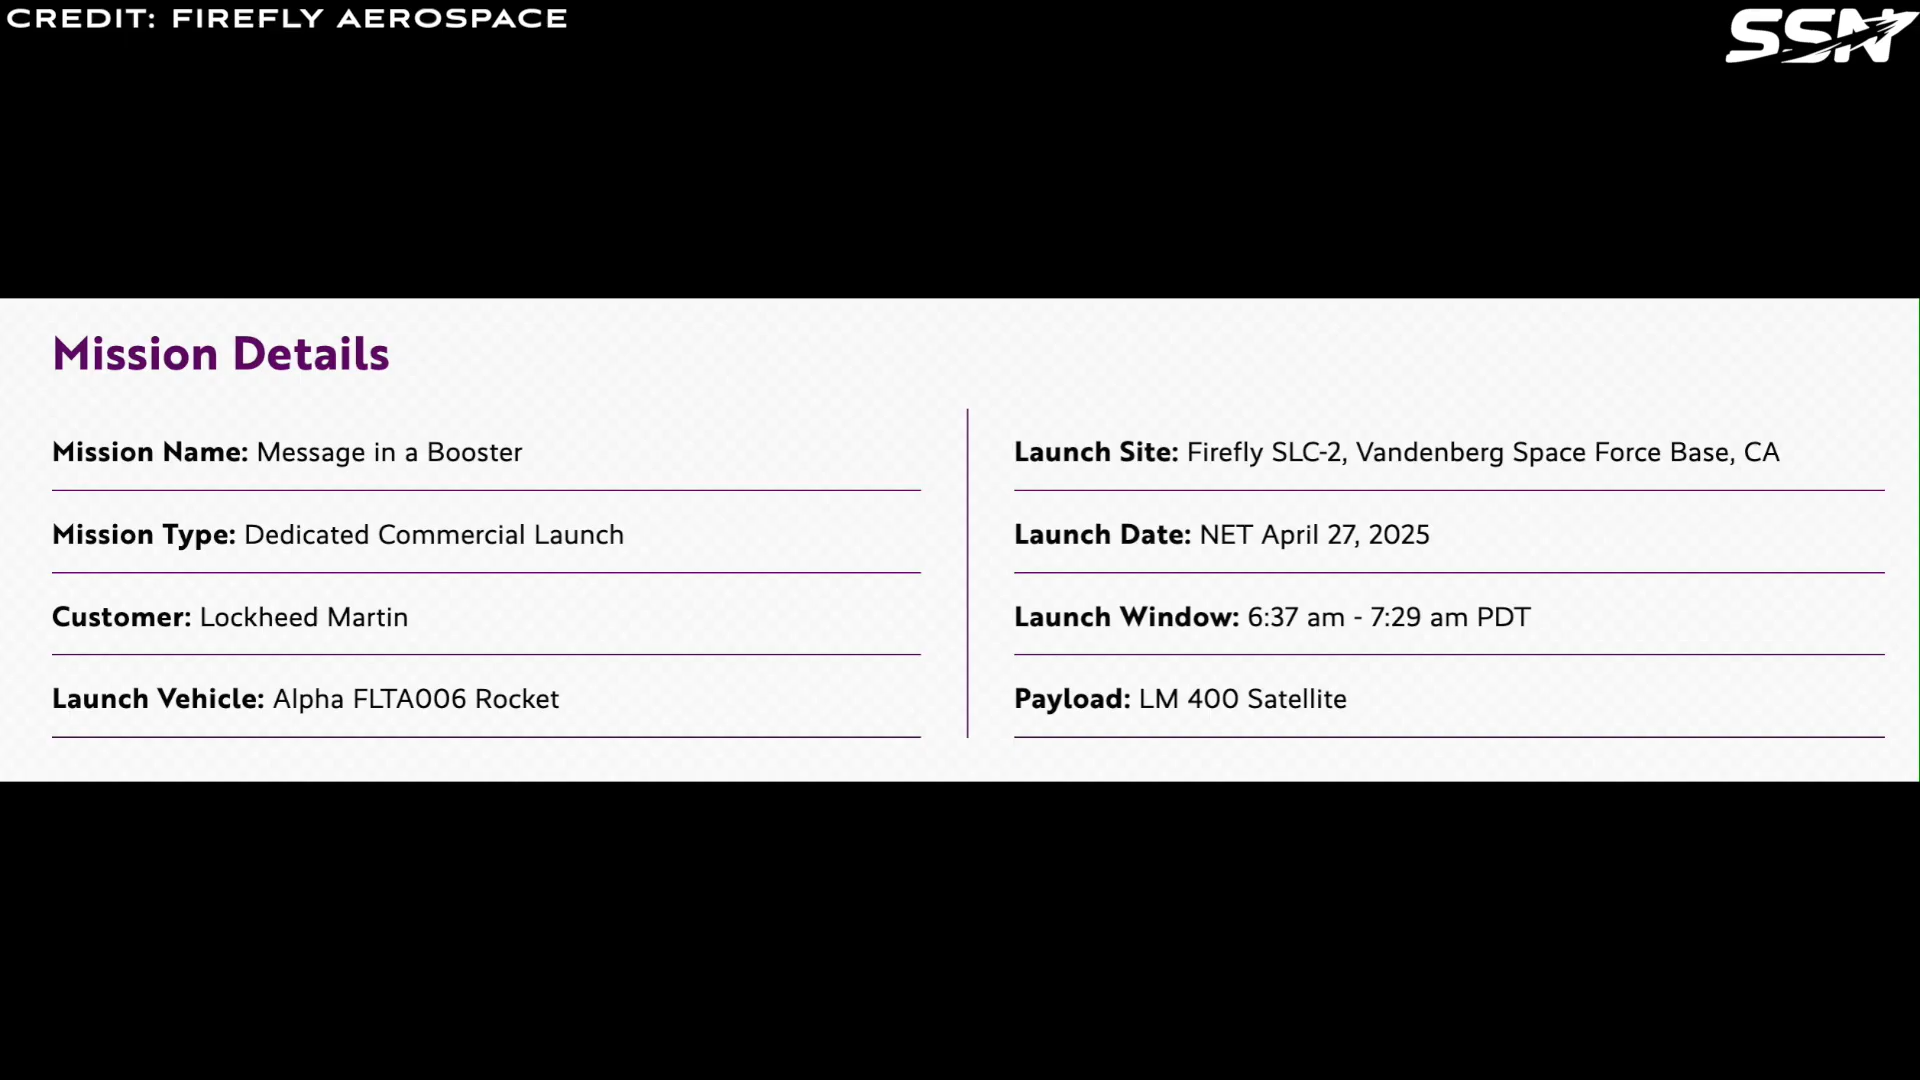 CREDIT: FIREFLY AEROSPACE
SSN
Mission Details
Mission Name: Message in a Booster
Mission Type: Dedicated Commercial Launch
Customer: Lockheed Martin
Launch Vehicle: Alpha FLTA006 Rocket
Launch Site: Firefly SLC-2, Vandenberg Space Force Base, CA
Launch Date: NET April 27, 2025
Launch Window: 6:37 am - 7:29 am PDT
Payload: LM 400 Satellite